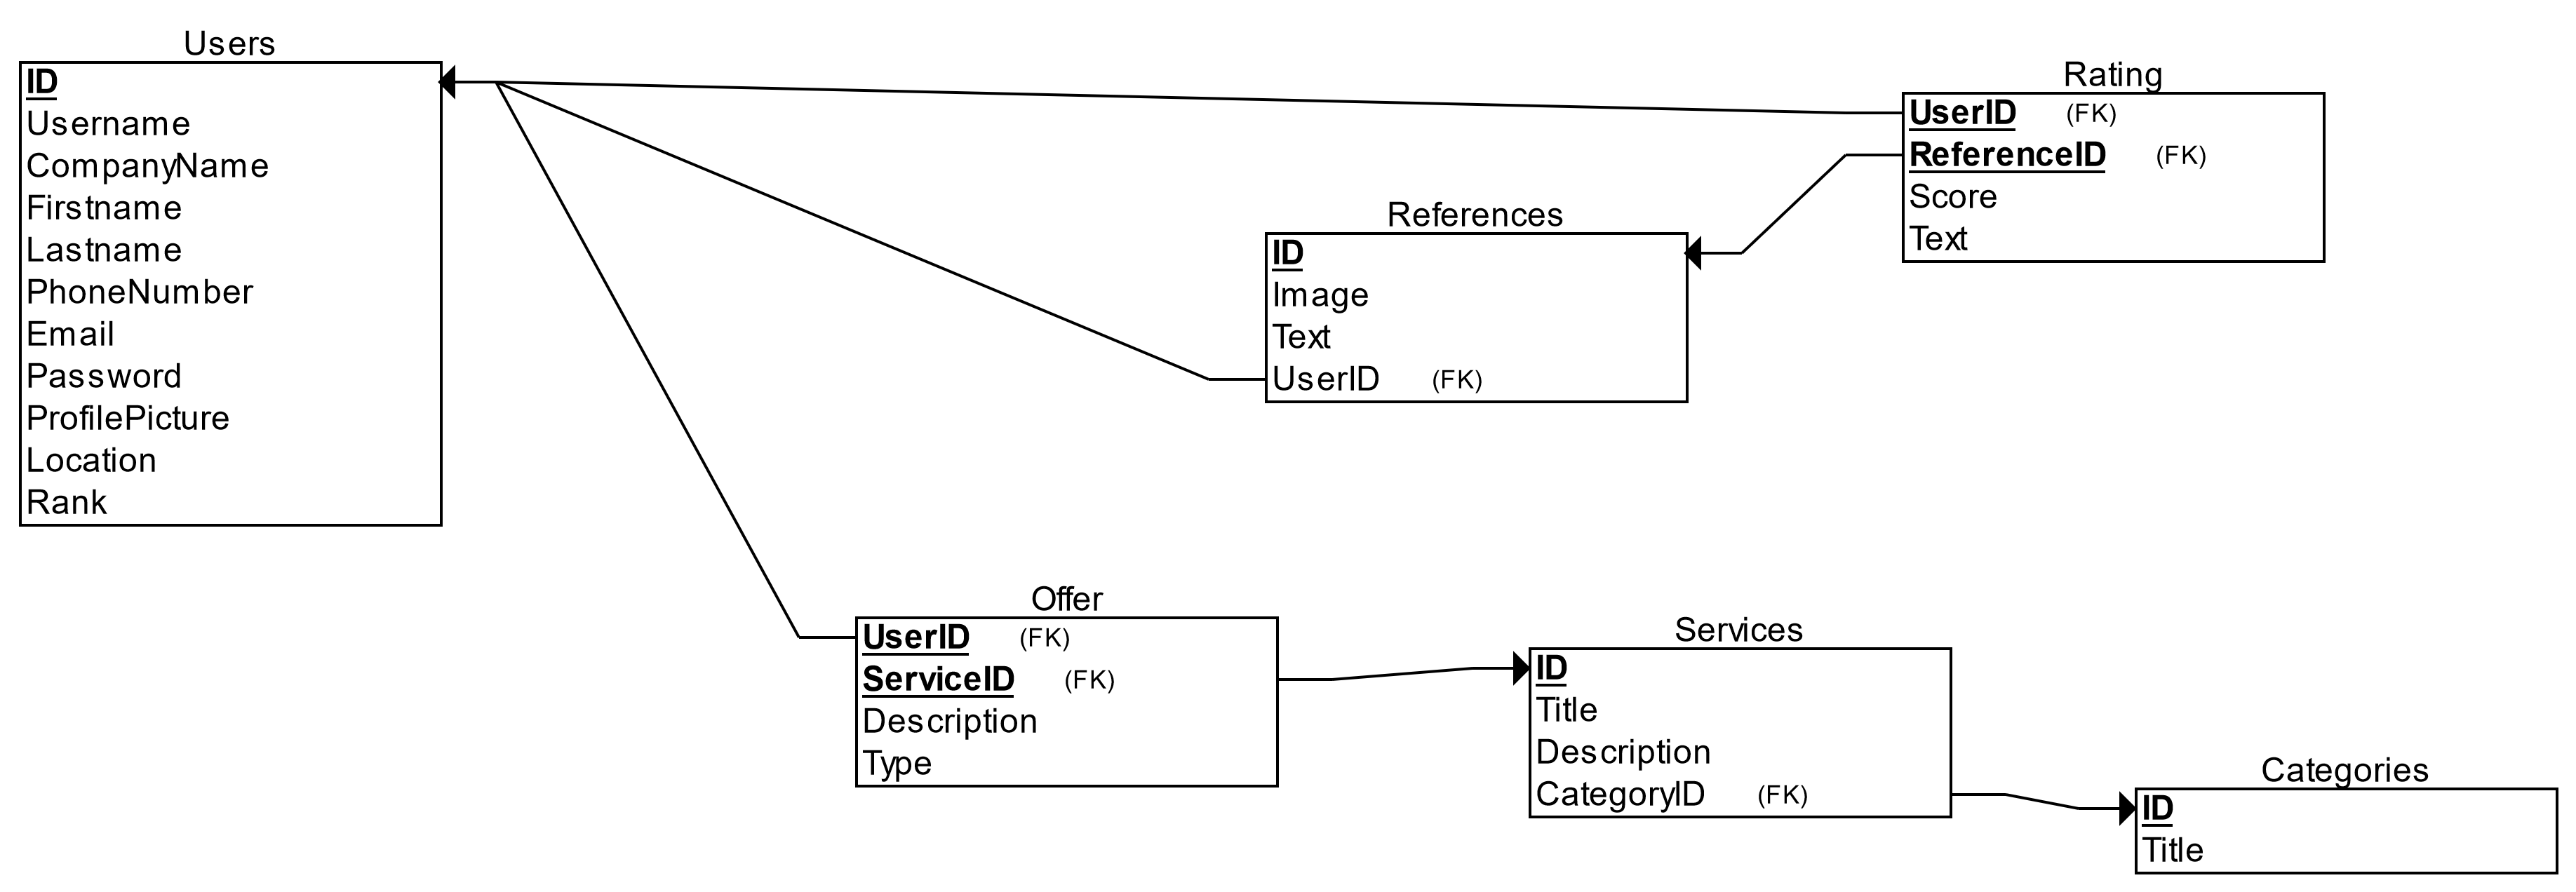 Users
ID
Username
CompanyName
Firstname
Lastname
PhoneNumber
Email
Password
ProfilePicture
Location
Rank
Rating
UserID (FK)
ReferenceID (FK)
Score
Text
References
ID
Image
Text
UserID (FK)
Offer
UserID (FK)
ServiceID (FK)
Description
Type
Services
ID
Title
Description
CategoryID (FK)
Categories
ID
Title